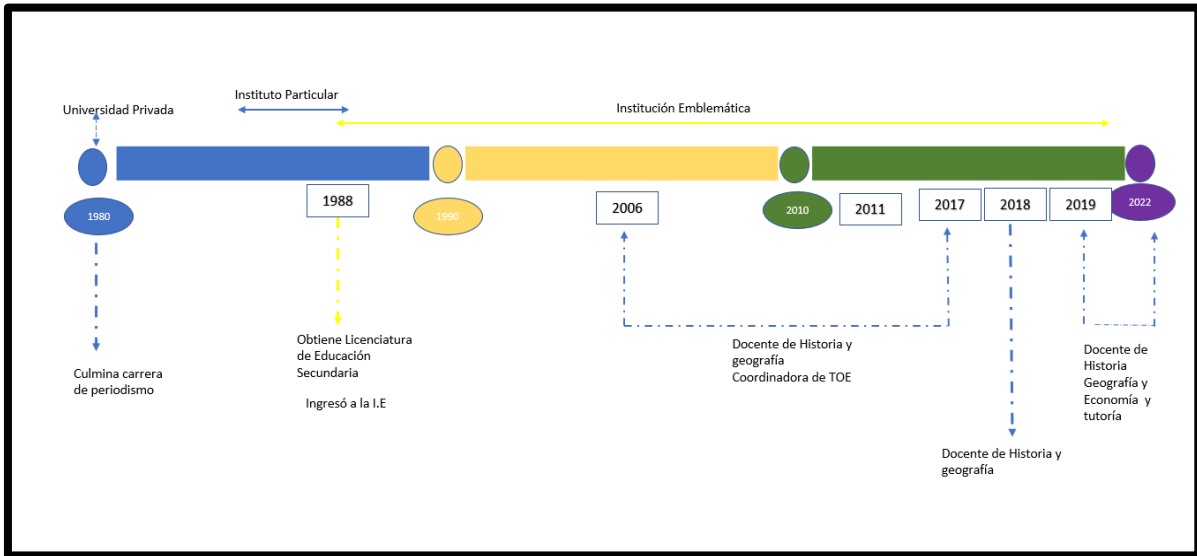 Instituto Particular
Universidad Privada
Institución Emblemática
1980
1988
1990
2006
2010
2011
2017
2018
2019
2022
Culmina carrera
de periodismo
Obtiene Licenciatura
de Educación
Secundaria
Ingresó a la I.E
Docente de Historia y
geografía
Coordinadora de TOE
Docente de Historia y
geografía
Docente de
Historia
Geografía y
Economía y
tutoría